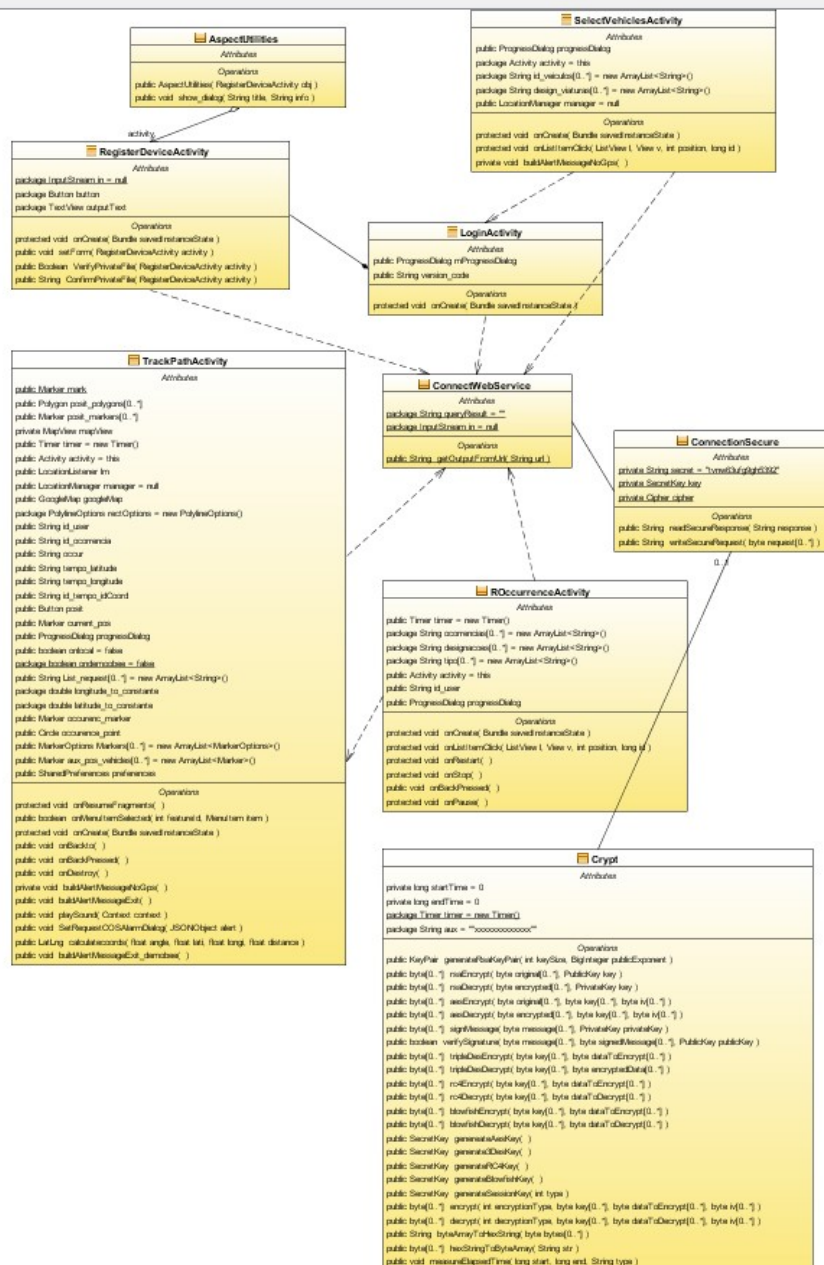 AspectUtilities
Attributes
Operations
public AspectUtilities( RegisterDeviceActivity obj )
public void show_dialog( String title, String info )
activity
SelectVehiclesActivity
Attributes
public ProgressDialog progressDialog
package Activity activity = this
package String id_veiculos[0..*] = new ArrayList<String>()
package String design_viaturas[0..*] = new ArrayList<String>()
public LocationManager manager = null
Operations
protected void onCreate( Bundle savedInstanceState )
protected void onListItemClick( ListView l, View v, int position, long id )
private void buildAlertMessageNoGps( )
RegisterDeviceActivity
package InputStream in = null
package Button button
package TextView outputText
Operations
protected void onCreate( Bundle savedInstanceState )
public void setForm( RegisterDeviceActivity activity )
public Boolean VerifyPrivateFile( RegisterDeviceActivity activity )
public String ConfirmPrivateFile( RegisterDeviceActivity activity )
LoginActivity
Attributes
public ProgressDialog mProgressDialog
public String version_code
Operations
protected void onCreate( Bundle savedInstanceState )
TrackPathActivity
Attributes
public Marker mark
public Polygon posit_polygons[0..*]
public Marker posit_markers[0..*]
private MapView mapView
public Timer timer = new Timer()
public Activity activity = this
public LocationListener lm
public LocationManager manager = null
public GoogleMap googleMap
package PolylineOptions rectOptions = new PolylineOptions()
public String id_user
public String id_ocorrencia
public String occur
public String tempo_latitude
public String tempo_longitude
public String id_tempo_idCoord
public Button posit
public Marker current_pos
public ProgressDialog progressDialog
public boolean onlocal = false
package boolean ondemoobee = false
public String List_request[0..*] = new ArrayList<String>()
package double longitude_to_constante
package double latitude_to_constante
public Marker occurenc_marker
public Circle occurence_point
public MarkerOptions Markers[0..*] = new ArrayList<MarkerOptions>()
public Marker aux_pos_vehicles[0..*] = new ArrayList<Marker>()
public SharedPreferences preferences
Operations
protected void onResumeFragments( )
public boolean onMenuItemSelected( int featureId, MenuItem item )
protected void onCreate( Bundle savedInstanceState )
public void onBackto( )
public void onBackPressed( )
public void onDestroy( )
private void buildAlertMessageNoGps( )
public void buildAlertMessageExit( )
public void playSound( Context context )
public void SetRequestCOSAlarmDialog( JSONObject alert )
public LatLng calculatecoords( float angle, float lati, float longi, float distance )
public void buildAlertMessageExit_demobee( )
ConnectWebService
Attributes
package String queryResult = ""
package InputStream in = null
Operations
public String getOutputFromUrl( String url )
ConnectionSecure
Attributes
private SecretKey key
private Cipher cipher
Operations
public String readSecureResponse( String response )
public String writeSecureRequest( byte request[0..*] )
0..1
ROccurrenceActivity
Attributes
public Timer timer = new Timer()
package String ocorrencias[0..*] = new ArrayList<String>()
package String designacoes[0..*] = new ArrayList<String>()
package String tipo[0..*] = new ArrayList<String>()
public Activity activity = this
public String id_user
public ProgressDialog progressDialog
Operations
protected void onCreate( Bundle savedInstanceState )
protected void onListItemClick( ListView l, View v, int position, long id )
protected void onRestart( )
protected void onStop( )
public void onBackPressed( )
protected void onPause( )
Crypt
Attributes
private long startTime = 0
private long endTime = 0
package Timer timer = new Timer()
package String aux =
Operations
public KeyPair generateRsaKeyPair( int keySize, BigInteger publicExponent )
public byte[0..*] rsaEncrypt( byte original[0..*], PublicKey key )
public byte[0..*] rsaDecrypt( byte encrypted[0..*], PrivateKey key )
public byte[0..*] aesEncrypt( byte original[0..*], byte key[0..*], byte iv[0..*] )
public byte[0..*] aesDecrypt( byte encrypted[0..*], byte key[0..*], byte iv[0..*] )
public byte[0..*] signMessage( byte message[0..*], PrivateKey privateKey )
public boolean verifySignature( byte message[0..*], byte signedMessage[0..*], PublicKey publicKey )
public byte[0..*] tripleDesEncrypt( byte key[0..*], byte dataToEncrypt[0..*] )
public byte[0..*] tripleDesDecrypt( byte key[0..*], byte encryptedData[0..*] )
public byte[0..*] rc4Encrypt( byte key[0..*], byte dataToEncrypt[0..*] )
public byte[0..*] rc4Decrypt( byte key[0..*], byte dataToDecrypt[0..*] )
public byte[0..*] blowfishEncrypt( byte key[0..*], byte dataToEncrypt[0..*] )
public byte[0..*] blowfishDecrypt( byte key[0..*], byte dataToDecrypt[0..*] )
public SecretKey genereateAesKey( )
public SecretKey generate3DesKey( )
public SecretKey generateRC4Key( )
public SecretKey generateBlowfishKey( )
public SecretKey generateSessionKey( int type )
public byte[0..*] encrypt( int encryptionType, byte key[0..*], byte dataToEncrypt[0..*], byte iv[0..*] )
public byte[0..*] decrypt( int decryptionType, byte key[0..*], byte dataToDecrypt[0..*], byte iv[0..*] )
public String byteArrayToHexString( byte bytes[0..*] )
public byte[0..*] hexStringToByteArray( String str )
public void measureElapsedTime( long start, long end, String type )